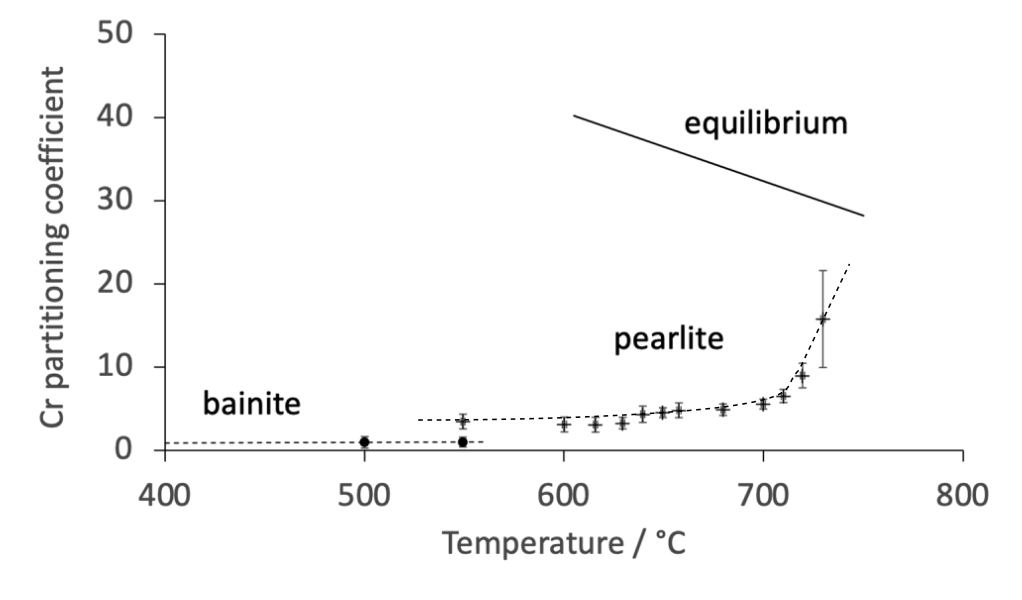 Cr partitioning coefficient
50
40
30
20
10
0
equilibrium
pearlite
bainite
400 500 600 700 800
Temperature / °C